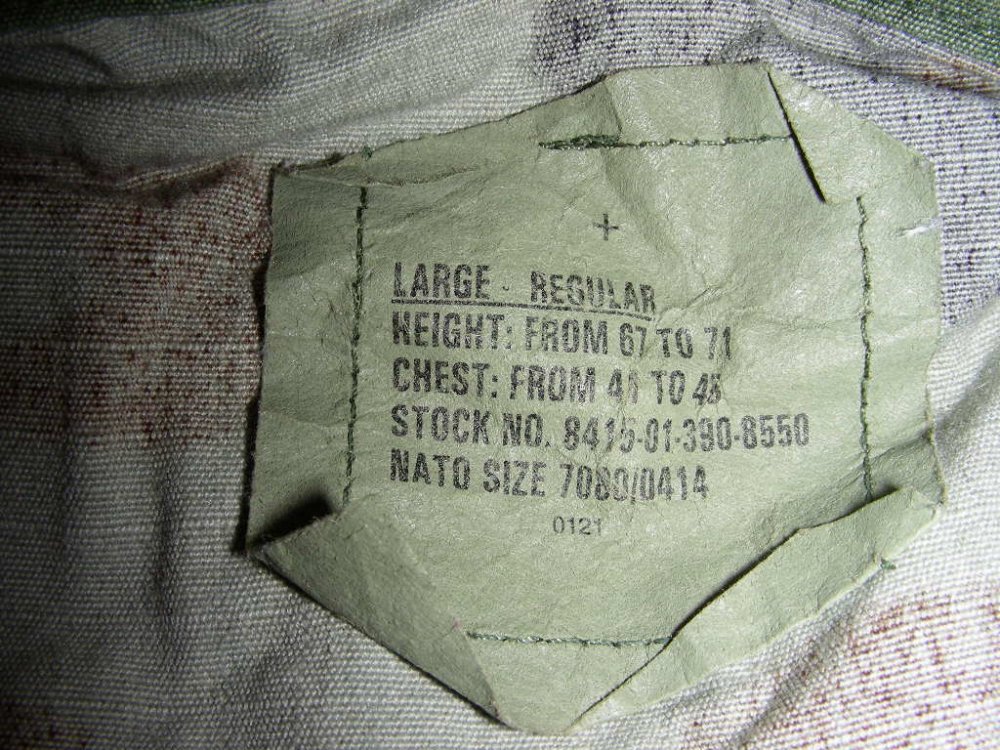 +
LARGE - REGULAR
HEIGHT: FROM 67 TO 71
CHEST: FROM 41 TO 45
STOCK NO. 8415-01-390-8550
NATO SIZE 7080/0414
0121